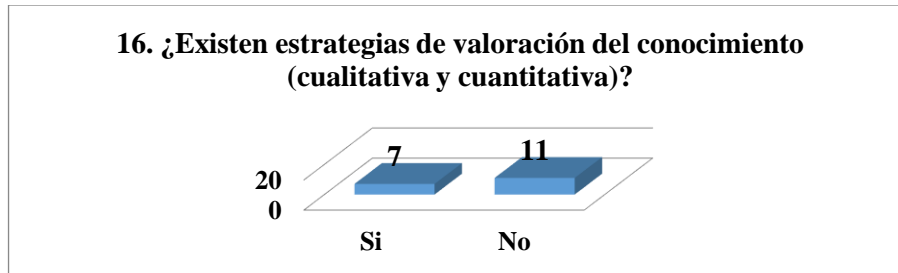 16. ¿Existen estrategias de valoración del conocimiento
(cualitativa y cuantitativa)?
7
11
20
0
Si
No